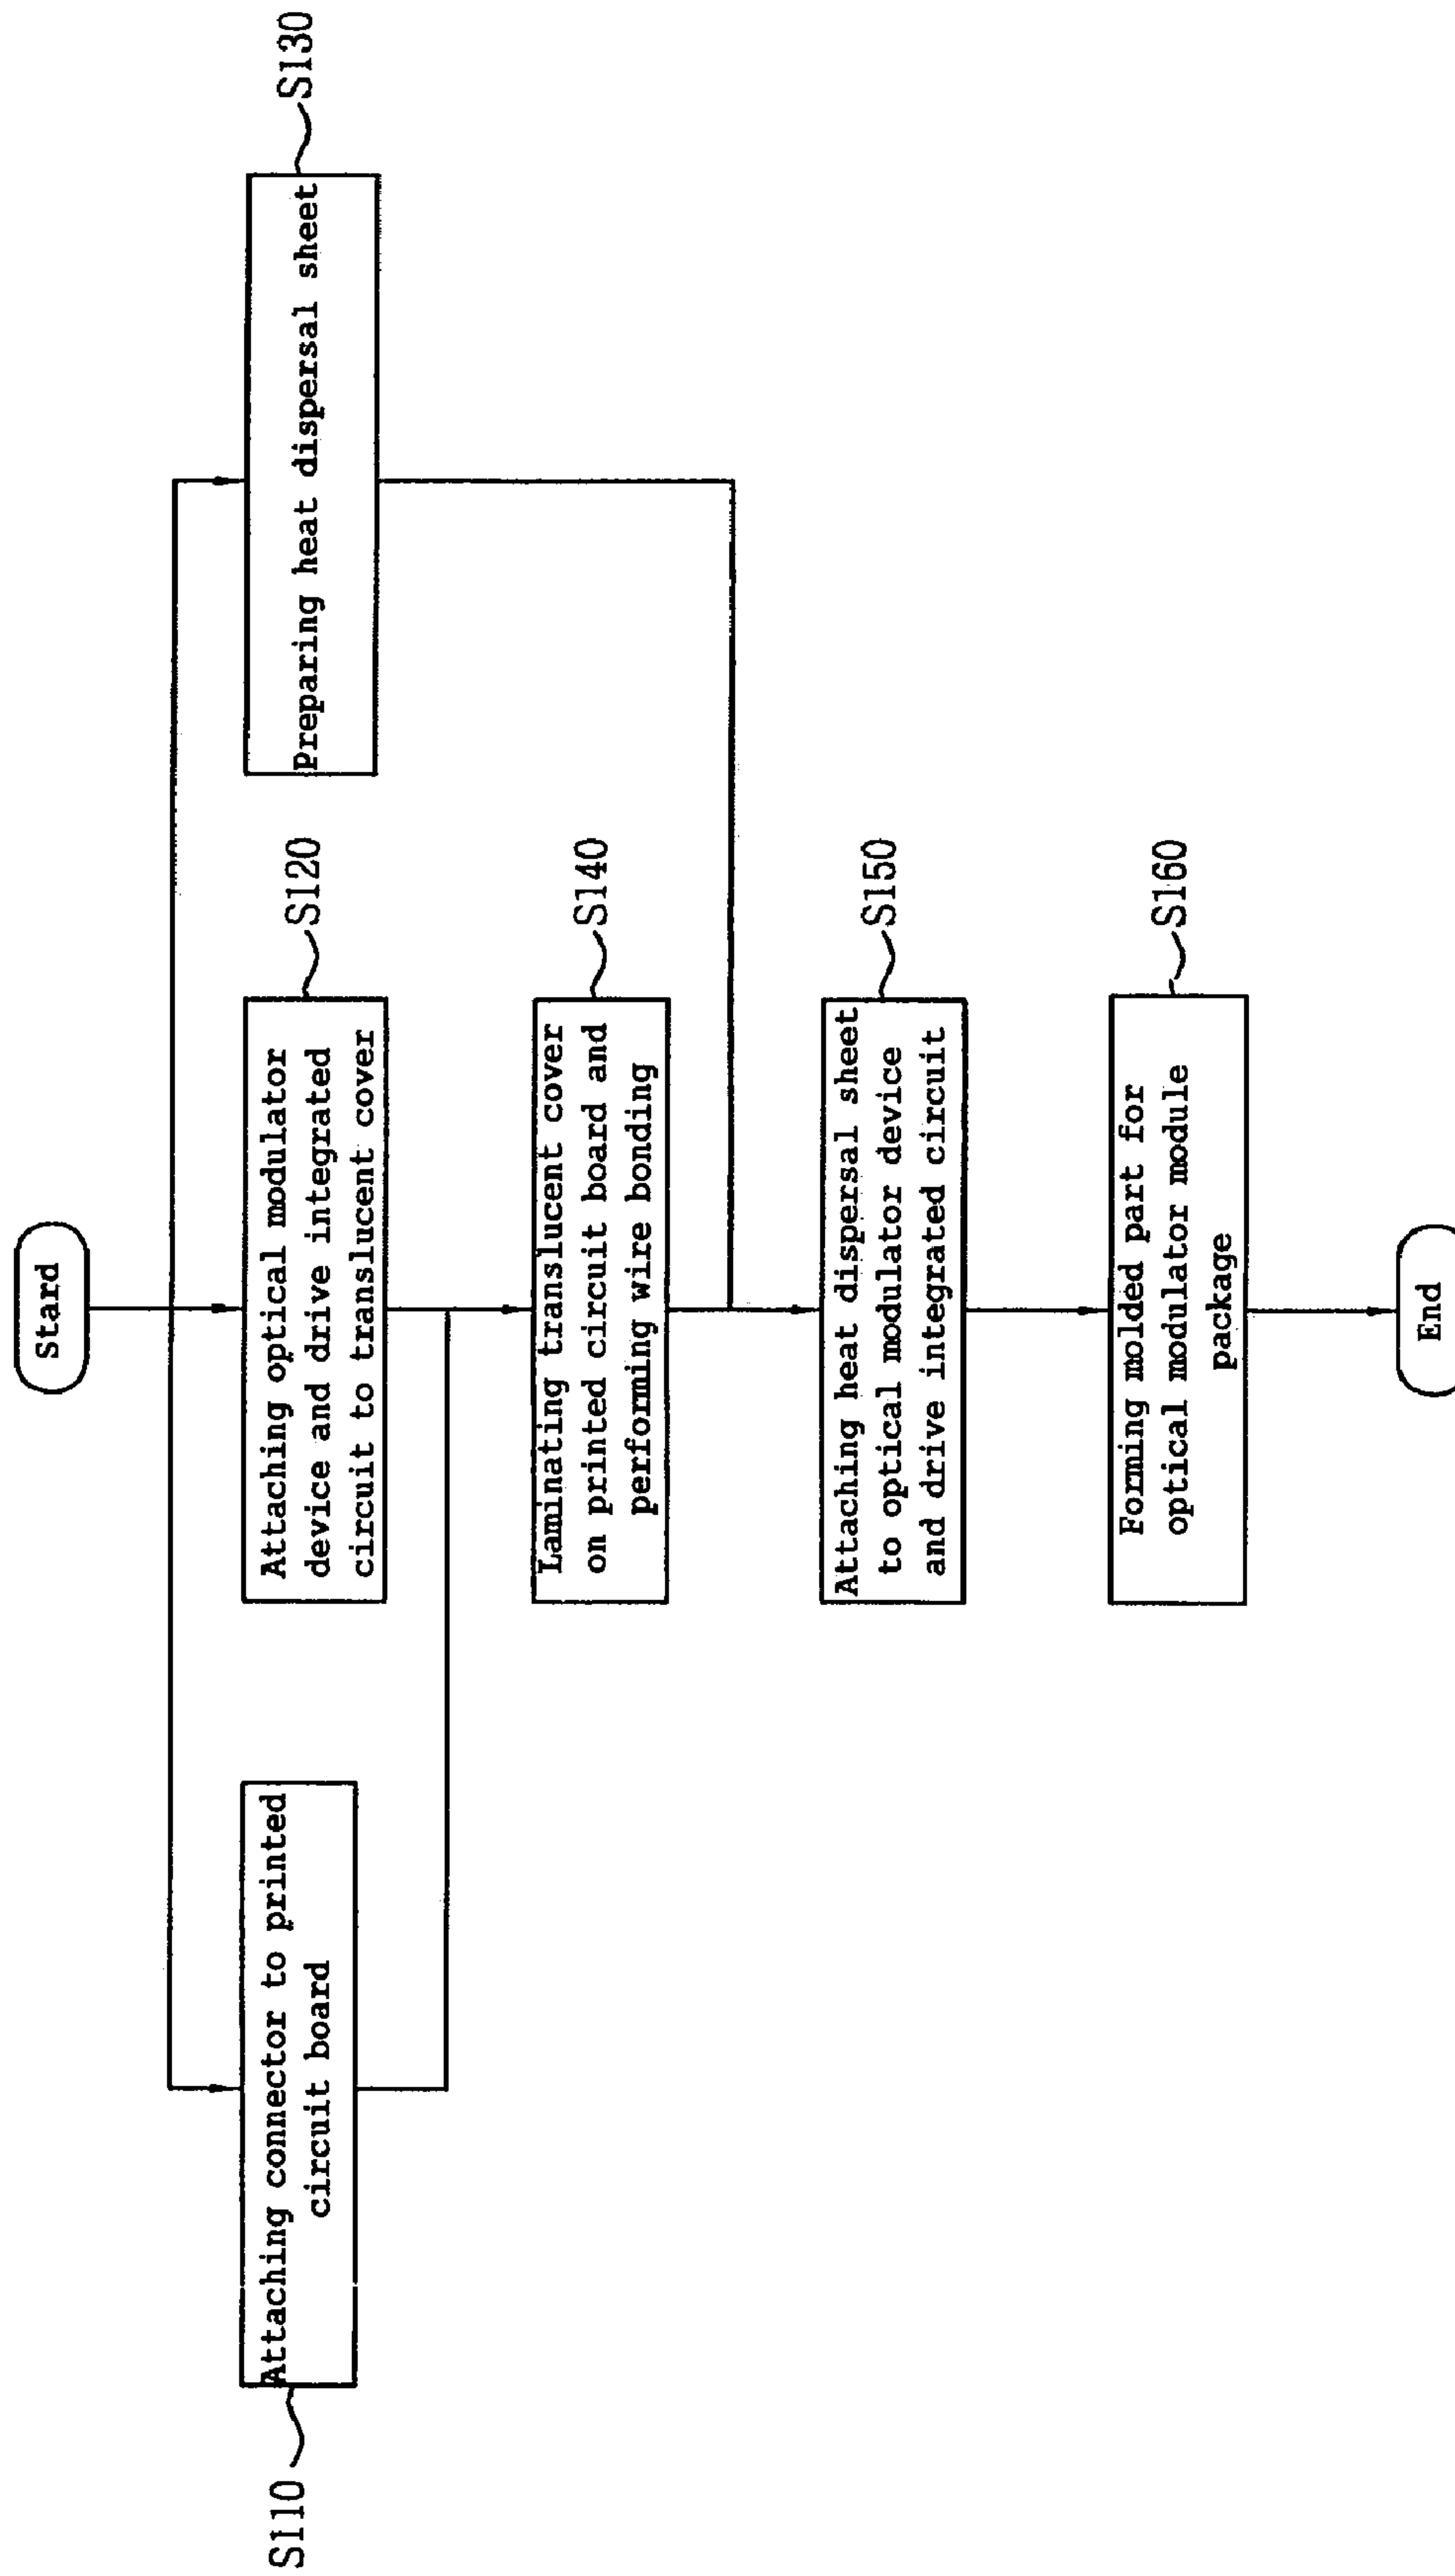 Stard
S110
Attaching connector to printed
circuit board
Attaching optical modulator
device and drive integrated
circuit to translucent cover
S120
Preparing heat dispersal sheet
S130
Laminating translucent cover
on printed circuit board and
performing wire bonding
S140
Attaching heat dispersal sheet
to optical modulator device
and drive integrated circuit
S150
Forming molded part for
optical modulator module
package
S160
End